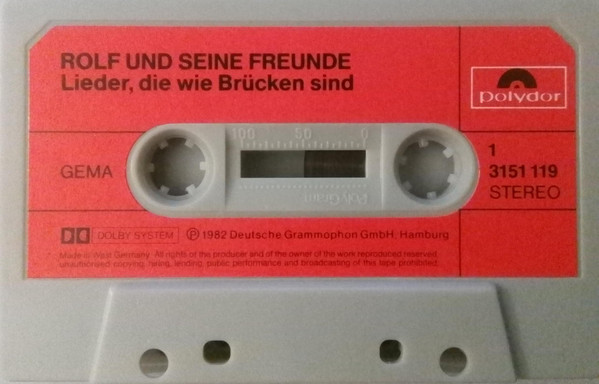 ROLF UND SEINE FREUNDE
Lieder, die wie Brücken sind
polydor
100 50 0
GEMA
1
3151 119
STEREO
PolyGram
DOLBY SYSTEM
Ⓟ 1982 Deutsche Grammophon GmbH, Hamburg
Made in West Germany. All rights of the producer and of the owner of the work reproduced reserved.
unauthorized copying, hiring, lending, public performance and broadcasting of this tape prohibited.